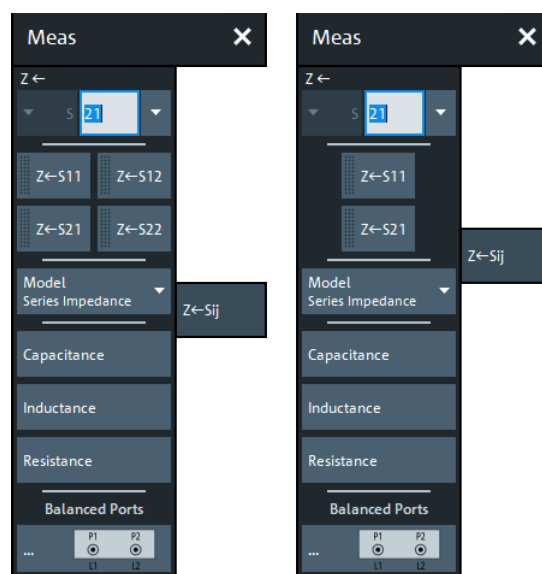 Meas
Z←
S 21
Z←S11 Z←S12
Z←S21 Z←S22
Model
Series Impedance
Z←Sij
Capacitance
Inductance
Resistance
Balanced Ports
P1 P2
...
L1 L2
Meas
Z←
S 21
Z←S11
Z←S21
Z←Sij
Model
Series Impedance
Capacitance
Inductance
Resistance
Balanced Ports
P1 P2
...
L1 L2